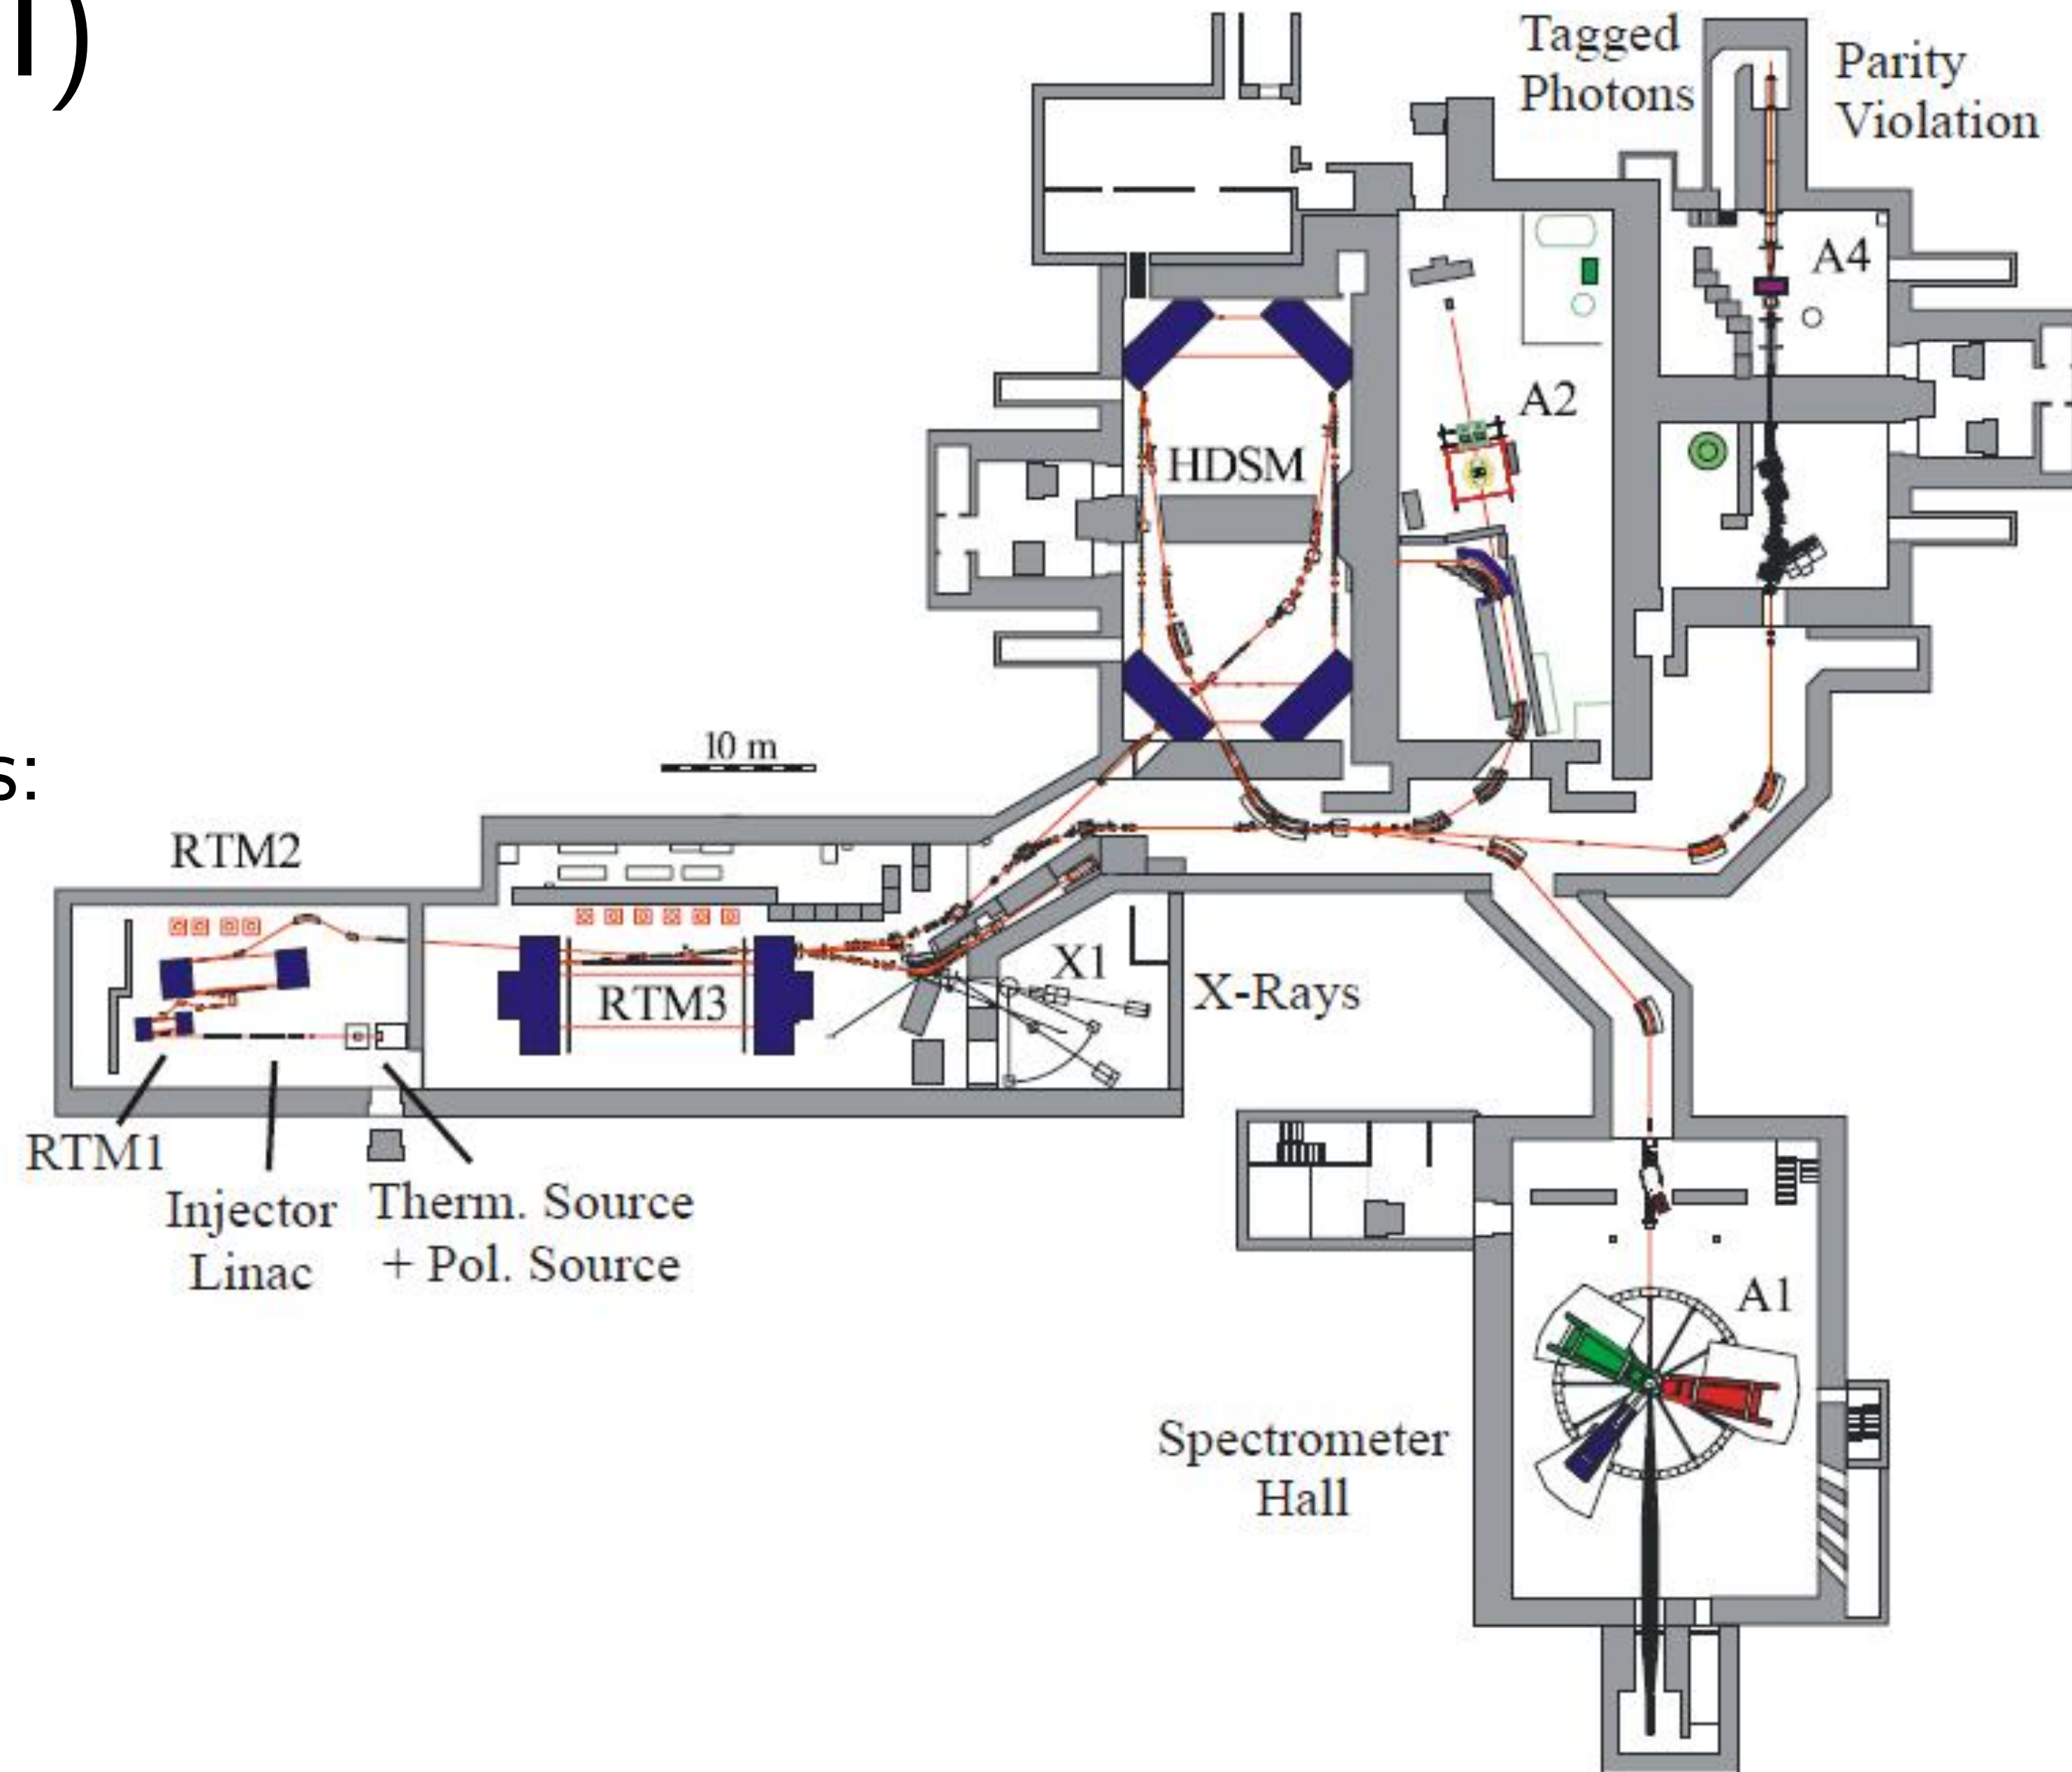 I)
Tagged
Photons
Parity
Violation
A4
A2
HDSM
s:
10 m
RTM2
X1
RTM3
X-Rays
RTM1
Injector
Linac
Therm. Source
+ Pol. Source
A1
Spectrometer
Hall